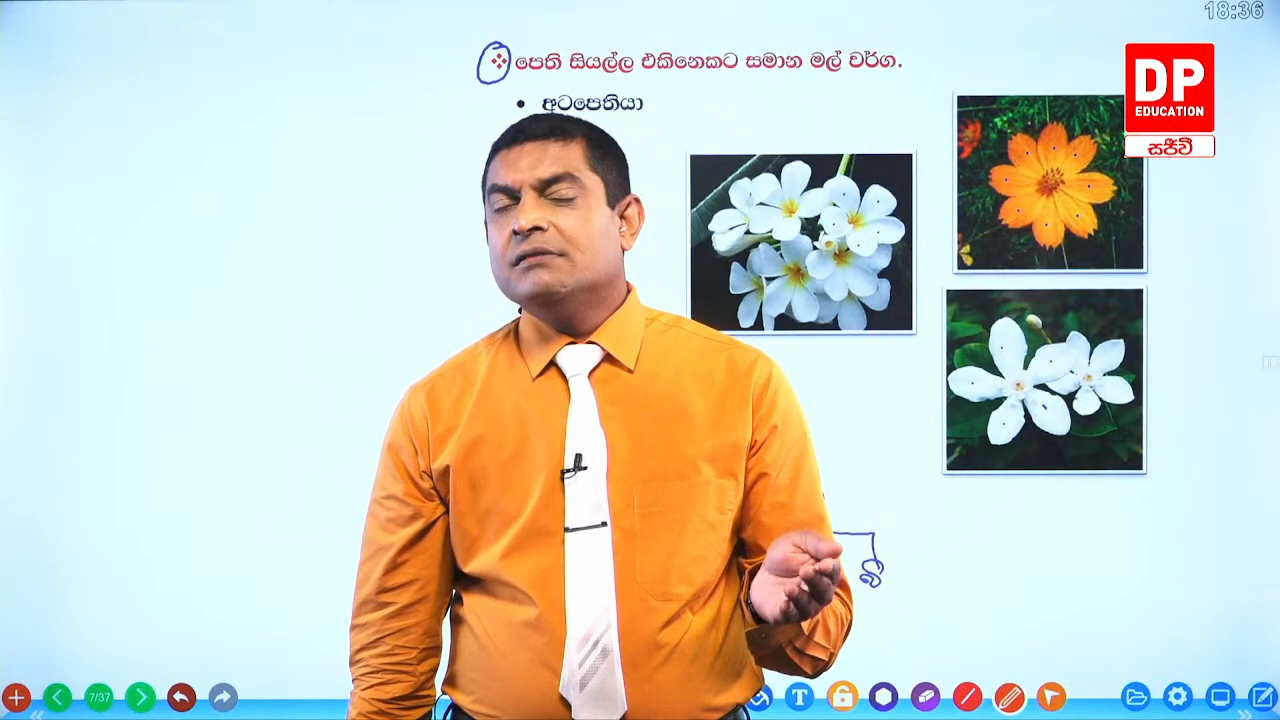 18:36
❖ පෙති සියල්ල එකිනෙකට සමාන මල් වර්ග.
• අටපෙතියා
DP
EDUCATION
සජීවී
වි
7/37
T